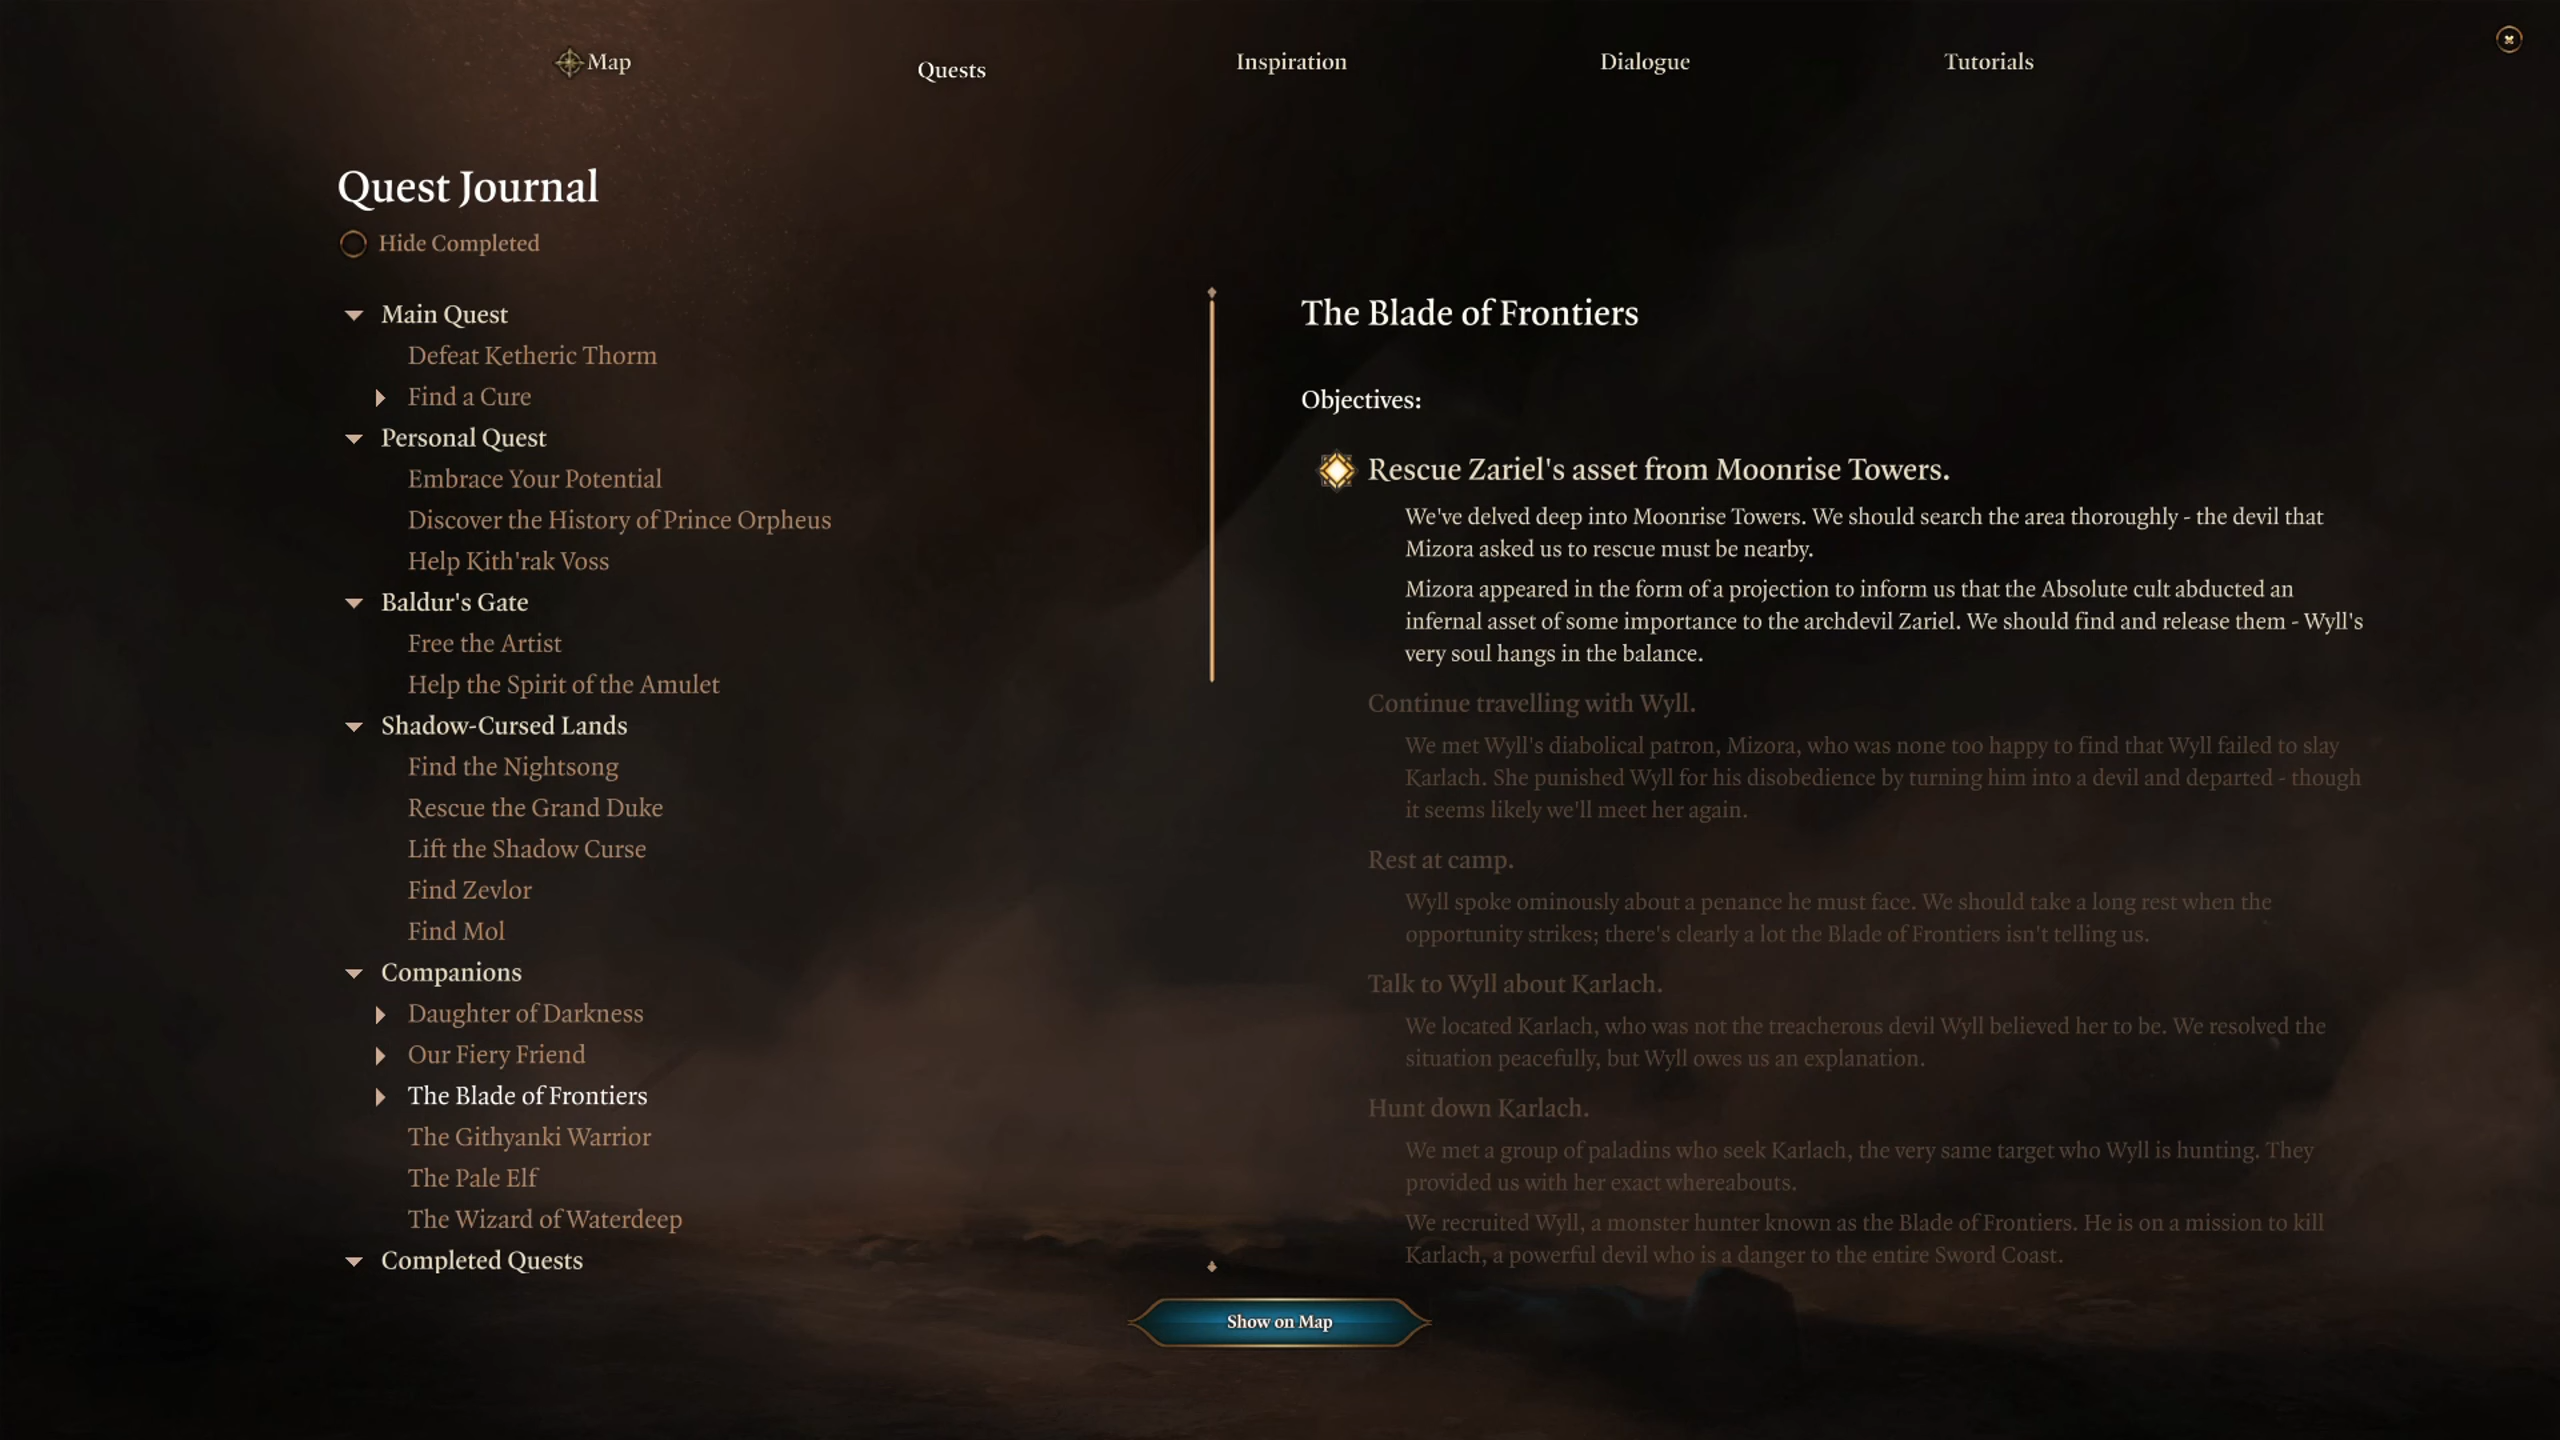 Map
Quests
Inspiration
Dialogue
Tutorials
Quest Journal
Hide Completed
Main Quest
Defeat Ketheric Thorm
Find a Cure
Personal Quest
Embrace Your Potential
Discover the History of Prince Orpheus
Help Kith'rak Voss
Baldur's Gate
Free the Artist
Help the Spirit of the Amulet
Shadow-Cursed Lands
Find the Nightsong
Rescue the Grand Duke
Lift the Shadow Curse
Find Zevlor
Find Mol
Companions
Daughter of Darkness
Our Fiery Friend
The Blade of Frontiers
The Githyanki Warrior
The Pale Elf
The Wizard of Waterdeep
Completed Quests
The Blade of Frontiers
Objectives:
Rescue Zariel's asset from Moonrise Towers.
We've delved deep into Moonrise Towers. We should search the area thoroughly - the devil that
Mizora asked us to rescue must be nearby.
Mizora appeared in the form of a projection to inform us that the Absolute cult abducted an
infernal asset of some importance to the archdevil Zariel. We should find and release them - Wyll's
very soul hangs in the balance.
Continue travelling with Wyll.
We met Wyll's diabolical patron, Mizora, who was none too happy to find that Wyll failed to slay
Karlach. She punished Wyll for his disobedience by turning him into a devil and departed - though
it seems likely we'll meet her again.
Rest at camp.
Wyll spoke ominously about a penance he must face. We should take a long rest when the
opportunity strikes; there's clearly a lot the Blade of Frontiers isn't telling us.
Talk to Wyll about Karlach.
We located Karlach, who was not the treacherous devil Wyll believed her to be. We resolved the
situation peacefully, but Wyll owes us an explanation.
Hunt down Karlach.
We met a group of paladins who seek Karlach, the very same target who Wyll is hunting. They
provided us with her exact whereabouts.
We recruited Wyll, a monster hunter known as the Blade of Frontiers. He is on a mission to kill
Karlach, a powerful devil who is a danger to the entire Sword Coast.
Show on Map